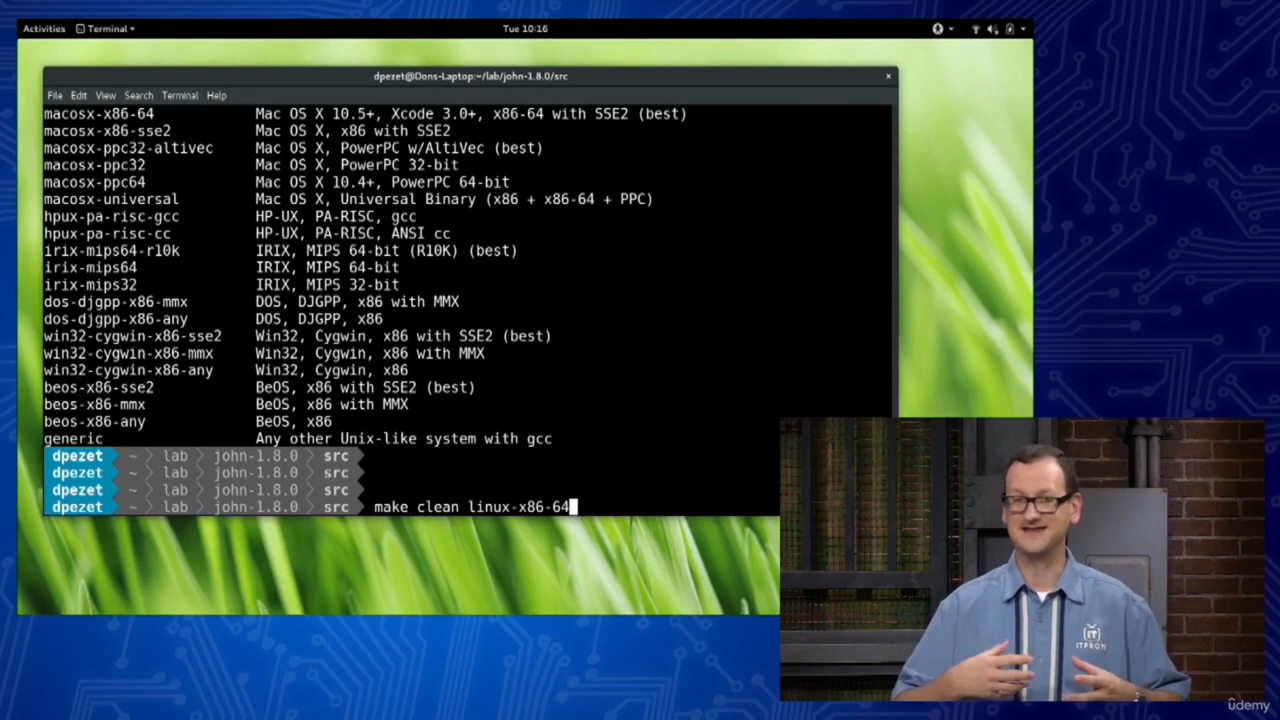 Activities Terminal Tue 10:16
dpezet@Dons-Laptop:~/lab/john-1.8.0/src ×
File Edit View Search Terminal Help
macosx-x86-64 Mac OS X 10.5+, Xcode 3.0+, x86-64 with SSE2 (best)
macosx-x86-sse2 Mac OS X, x86 with SSE2
macosx-ppc32-altivec Mac OS X, PowerPC w/AltiVec (best)
macosx-ppc32 Mac OS X, PowerPC 32-bit
macosx-ppc64 Mac OS X 10.4+, PowerPC 64-bit
macosx-universal Mac OS X, Universal Binary (x86 + x86-64 + PPC)
hpux-pa-risc-gcc HP-UX, PA-RISC, gcc
hpux-pa-risc-cc HP-UX, PA-RISC, ANSI cc
irix-mips64-r10k IRIX, MIPS 64-bit (R10K) (best)
irix-mips64 IRIX, MIPS 64-bit
irix-mips32 IRIX, MIPS 32-bit
dos-djgpp-x86-mmx DOS, DJGPP, x86 with MMX
dos-djgpp-x86-any DOS, DJGPP, x86
win32-cygwin-x86-sse2 Win32, Cygwin, x86 with SSE2 (best)
win32-cygwin-x86-mmx Win32, Cygwin, x86 with MMX
win32-cygwin-x86-any Win32, Cygwin, x86
beos-x86-sse2 BeOS, x86 with SSE2 (best)
beos-x86-mmx BeOS, x86 with MMX
beos-x86-any BeOS, x86
generic Any other Unix-like system with gcc
dpezet ~ lab john-1.8.0 src
dpezet ~ lab john-1.8.0 src
dpezet ~ lab john-1.8.0 src
dpezet ~ lab john-1.8.0 src make clean linux-x86-64
IT
ITPRO
udemy